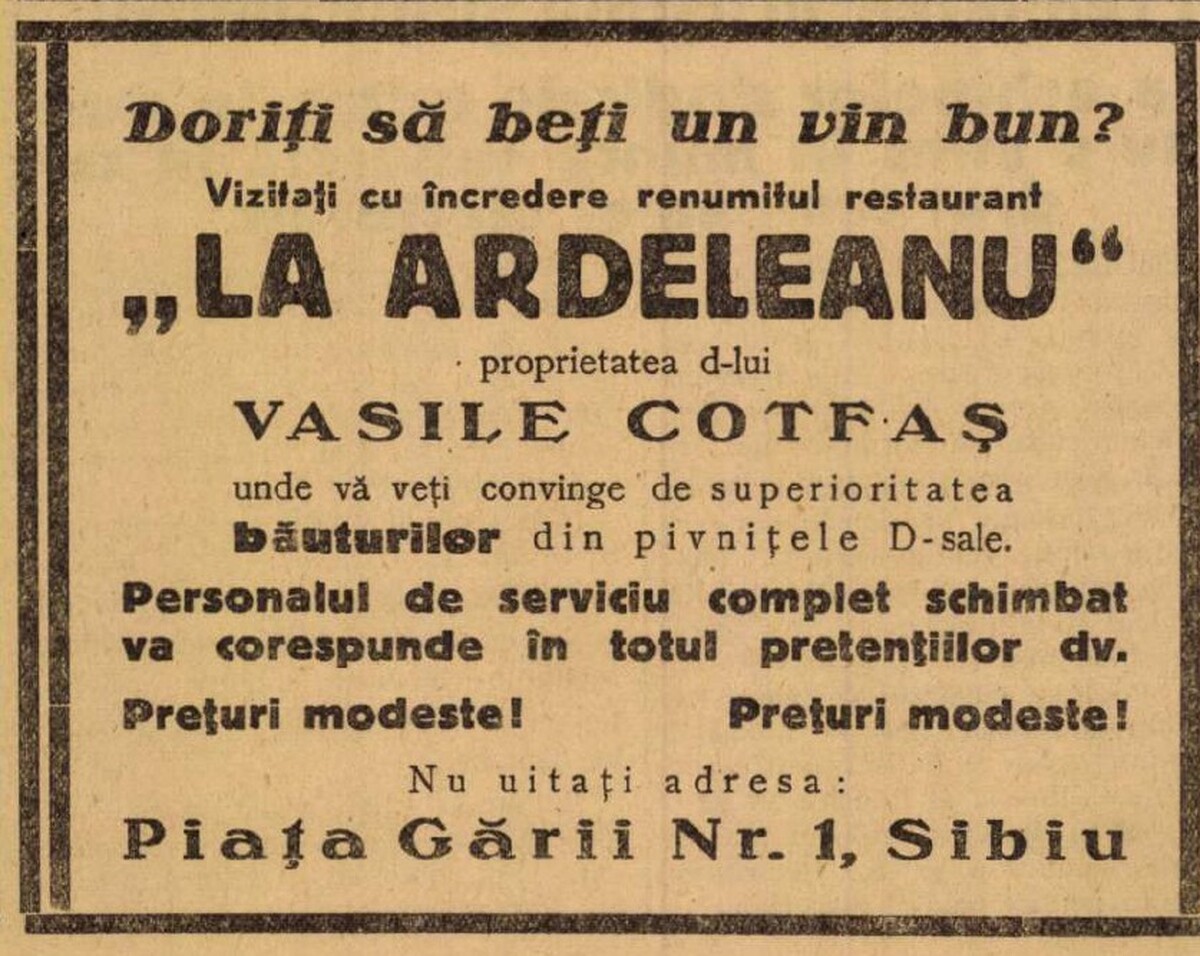 Doriți să beți un vin bun?
Vizitați cu încredere renumitul restaurant
„LA ARDELEANU“
proprietatea d-lui
VASILE COTFAȘ
unde vă veți convinge de superioritatea
băuturilor din pivnițele D-sale.
Personalul de serviciu complet schimbat
va corespunde în totul pretențiilor dv.
Prețuri modeste! Prețuri modeste!
Nu uitați adresa:
Piața Gării Nr. 1, Sibiu